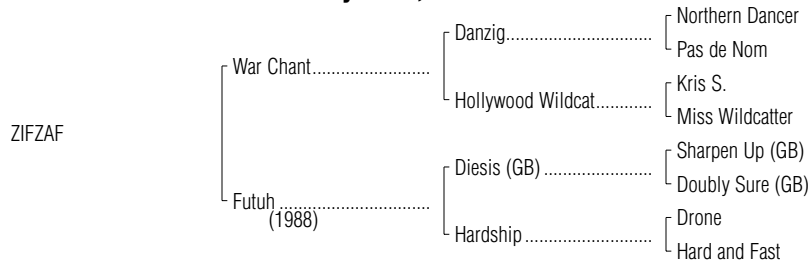 Northern Dancer
Danzig..............................
Pas de Nom
War Chant........................
Kris S.
Hollywood Wildcat............
Miss Wildcatter
ZIFZAF
Sharpen Up (GB)
Diesis (GB) ......................
Doubly Sure (GB)
Futuh ...............................
(1988)
Drone
Hardship ..........................
Hard and Fast